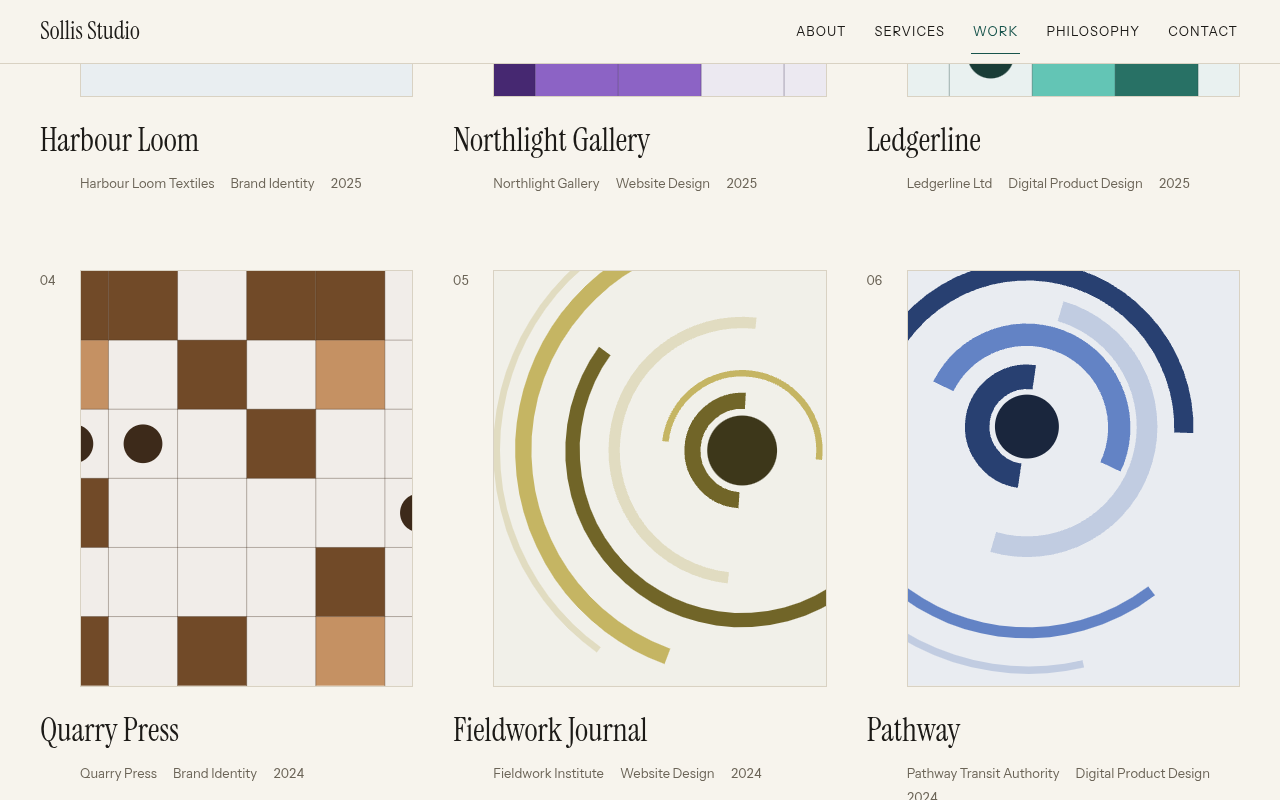 Sollis Studio
ABOUT SERVICES WORK PHILOSOPHY CONTACT
Harbour Loom
Harbour Loom Textiles Brand Identity 2025
Northlight Gallery
Northlight Gallery Website Design 2025
Ledgerline
Ledgerline Ltd Digital Product Design 2025
04
Quarry Press
Quarry Press Brand Identity 2024
05
Fieldwork Journal
Fieldwork Institute Website Design 2024
06
Pathway
Pathway Transit Authority Digital Product Design
2024